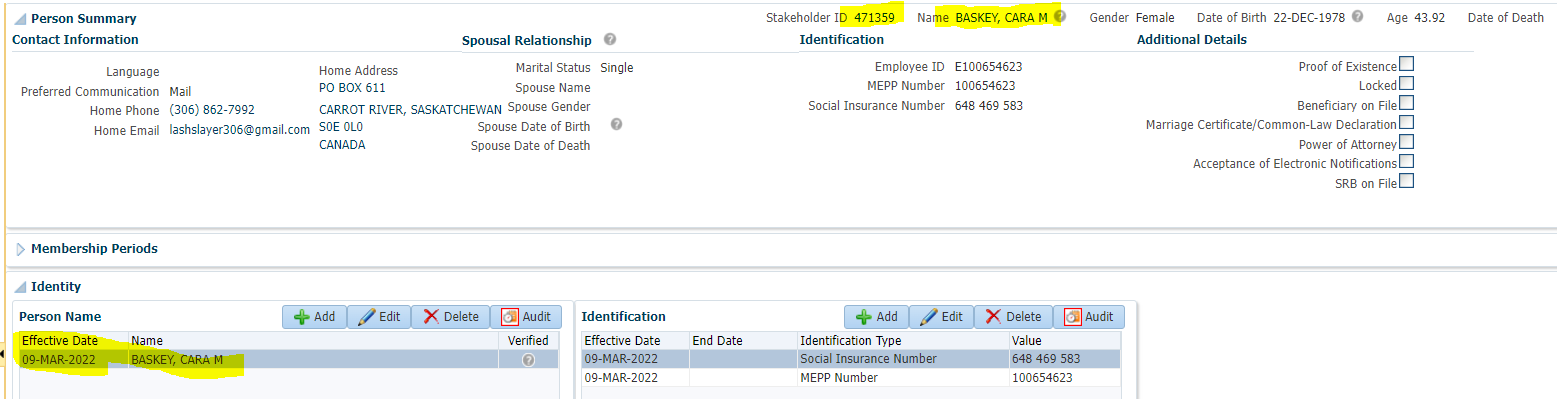 Person Summary Stakeholder ID 471359 Name BASKEY, CARA M Gender Female Date of Birth 22-DEC-1978 Age 43.92 Date of Death
Contact Information Spousal Relationship Identification Additional Details
Language Home Address Marital Status Single Employee ID E100654623 Proof of Existence
Preferred Communication Mail PO BOX 611 Spouse Name MEPP Number 100654623 Locked
Home Phone (306) 862-7992 CARROT RIVER, SASKATCHEWAN Spouse Gender Social Insurance Number 648 469 583 Beneficiary on File
Home Email lashslayer306@gmail.com S0E 0L0 Spouse Date of Birth Marriage Certificate/Common-Law Declaration
CANADA Spouse Date of Death Power of Attorney
Acceptance of Electronic Notifications
SRB on File
Membership Periods
Identity
Person Name Add Edit Delete Audit Identification Add Edit Delete Audit
Effective Date Name Verified Effective Date End Date Identification Type Value
09-MAR-2022 BASKEY, CARA M 09-MAR-2022 Social Insurance Number 648 469 583
09-MAR-2022 MEPP Number 100654623